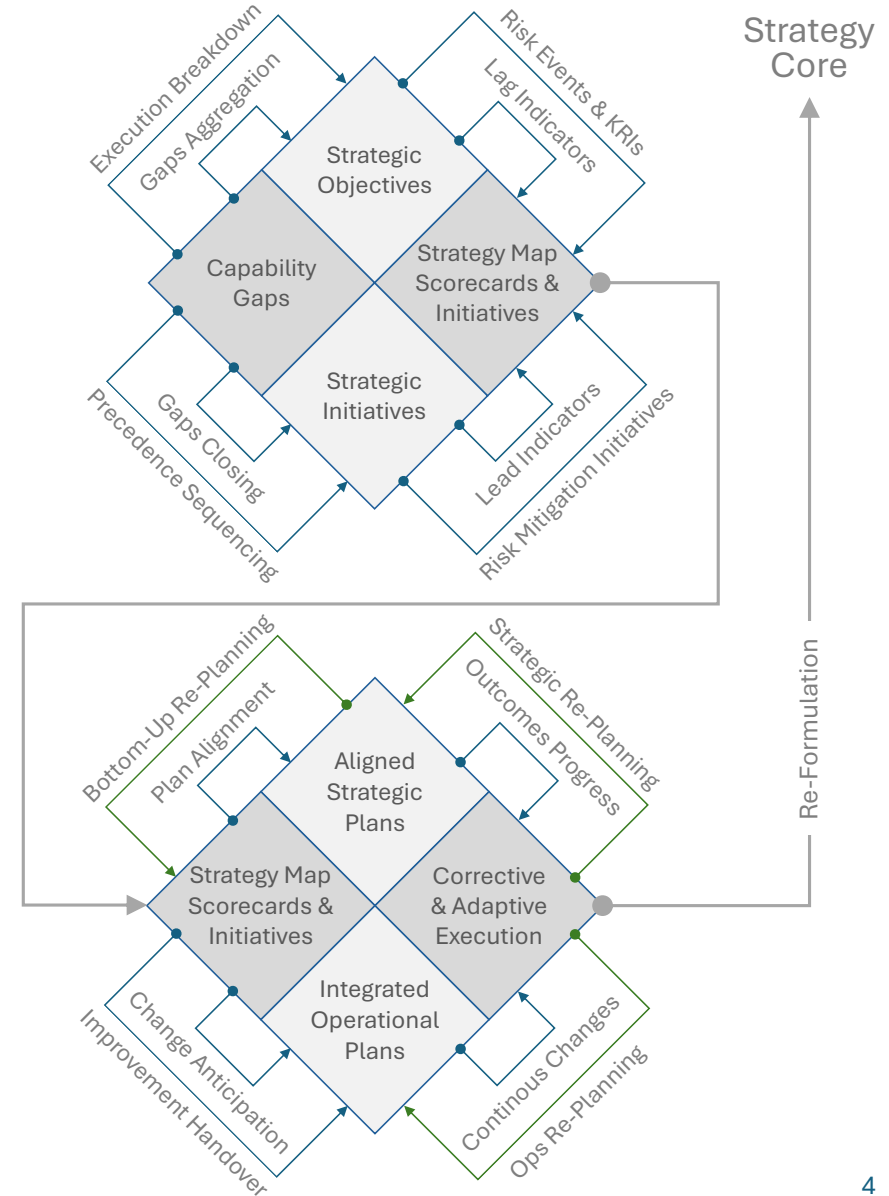 Strategy
Core
Execution Breakdown
Gaps Aggregation
Risk Events & KRIs
Lag Indicators
Strategic
Objectives
Capability
Gaps
Strategy Map
Scorecards &
Initiatives
Strategic
Initiatives
Gaps Closing
Precedence Sequencing
Lead Indicators
Risk Mitigation Initiatives
Re-Formulation
Bottom-Up Re-Planning
Plan Alignment
Strategic Re-Planning
Outcomes Progress
Aligned
Strategic
Plans
Strategy Map
Scorecards &
Initiatives
Corrective
& Adaptive
Execution
Integrated
Operational
Plans
Change Anticipation
Improvement Handover
Continous Changes
Ops Re-Planning
4